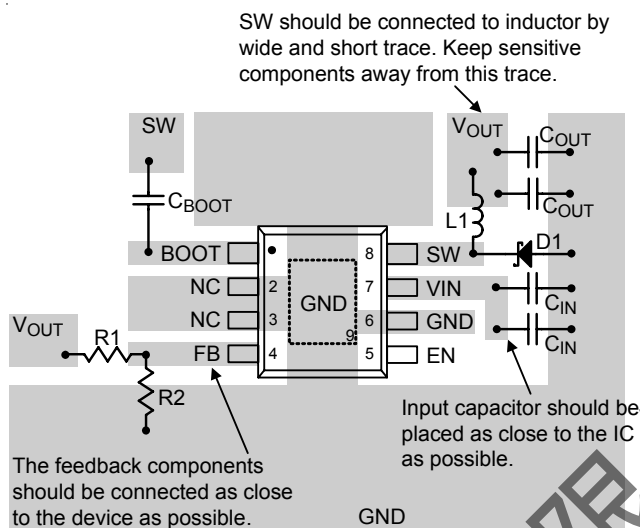 SW should be connected to inductor by
wide and short trace. Keep sensitive
components away from this trace.
SW
VOUT
COUT
CBOOT
COUT
L1
BOOT
8
SW
D1
NC
2
7
VIN
GND
CIN
NC
3
6
GND
9
VOUT
R1
CIN
FB
4
5
EN
R2
Input capacitor should be
placed as close to the IC
as possible.
The feedback components
should be connected as close
to the device as possible.
GND